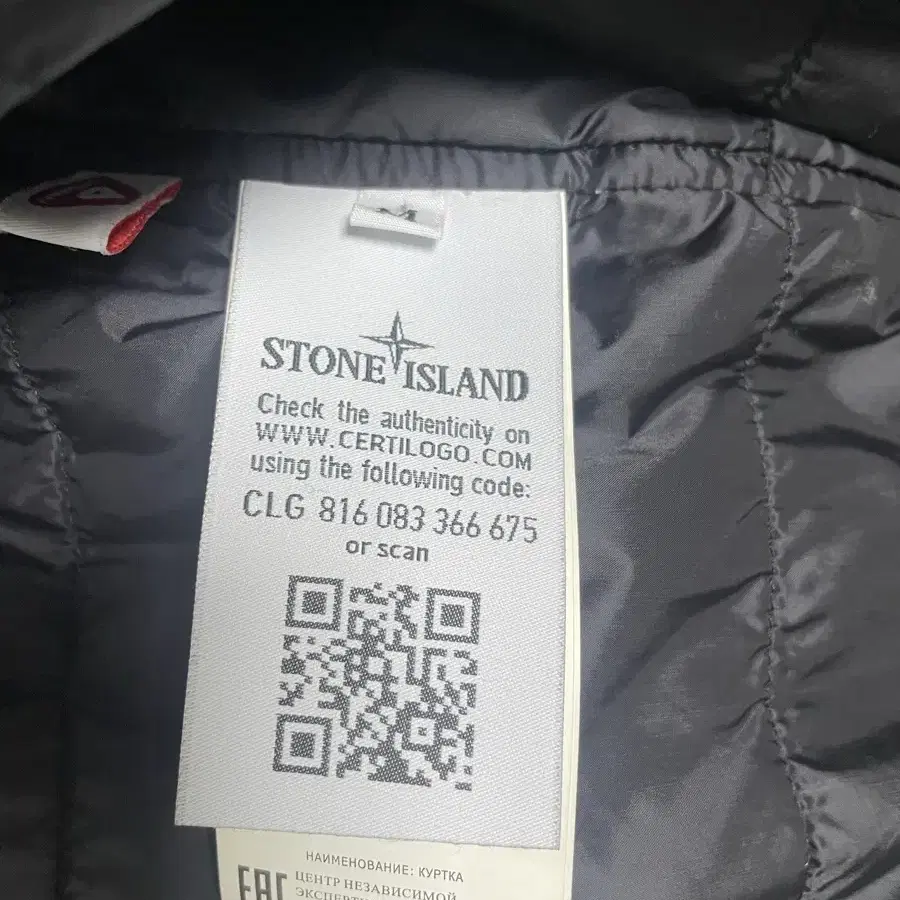 STONE ISLAND
Check the authenticity on
WWW.CERTILOGO.COM
using the following code:
CLG 816 083 366 675
or scan
НАИМЕНОВАНИЕ: КУРТКА
EAC ЦЕНТР НЕЗАВИСИМОЙ